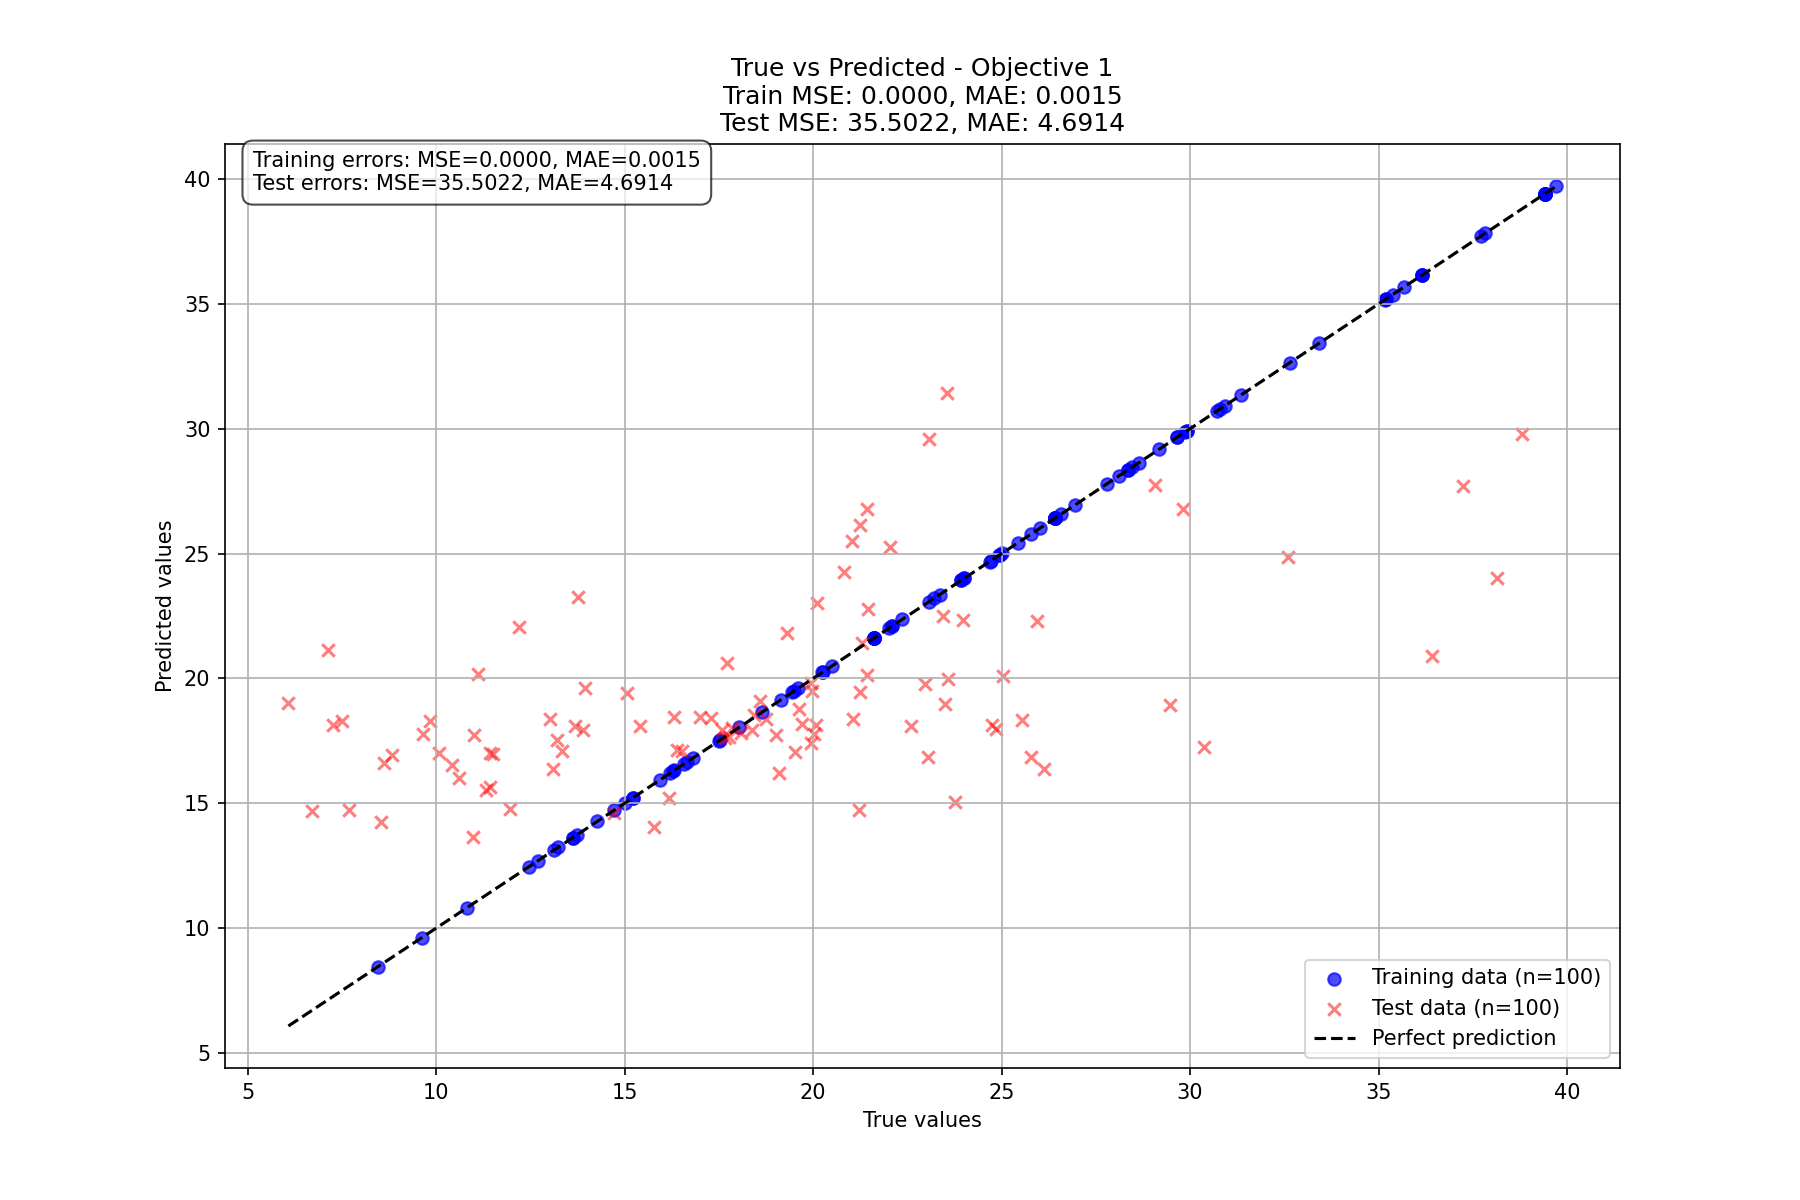 True vs Predicted - Objective 1
Train MSE: 0.0000, MAE: 0.0015
Test MSE: 35.5022, MAE: 4.6914
Training errors: MSE=0.0000, MAE=0.0015
Test errors: MSE=35.5022, MAE=4.6914
40
35
30
25
20
15
10
5
Predicted values
Training data (n=100)
Test data (n=100)
Perfect prediction
5 10 15 20 25 30 35 40
True values